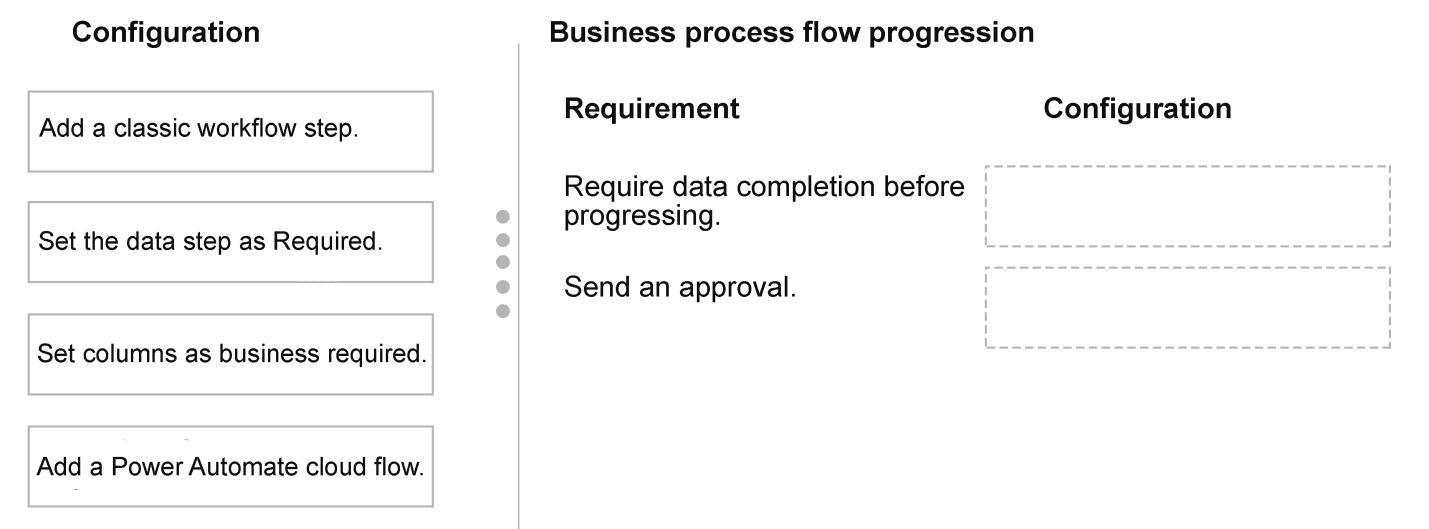 Configuration
Add a classic workflow step.
Set the data step as Required.
Set columns as business required.
Add a Power Automate cloud flow.
Business process flow progression
Requirement
Configuration
Require data completion before
progressing.
Send an approval.